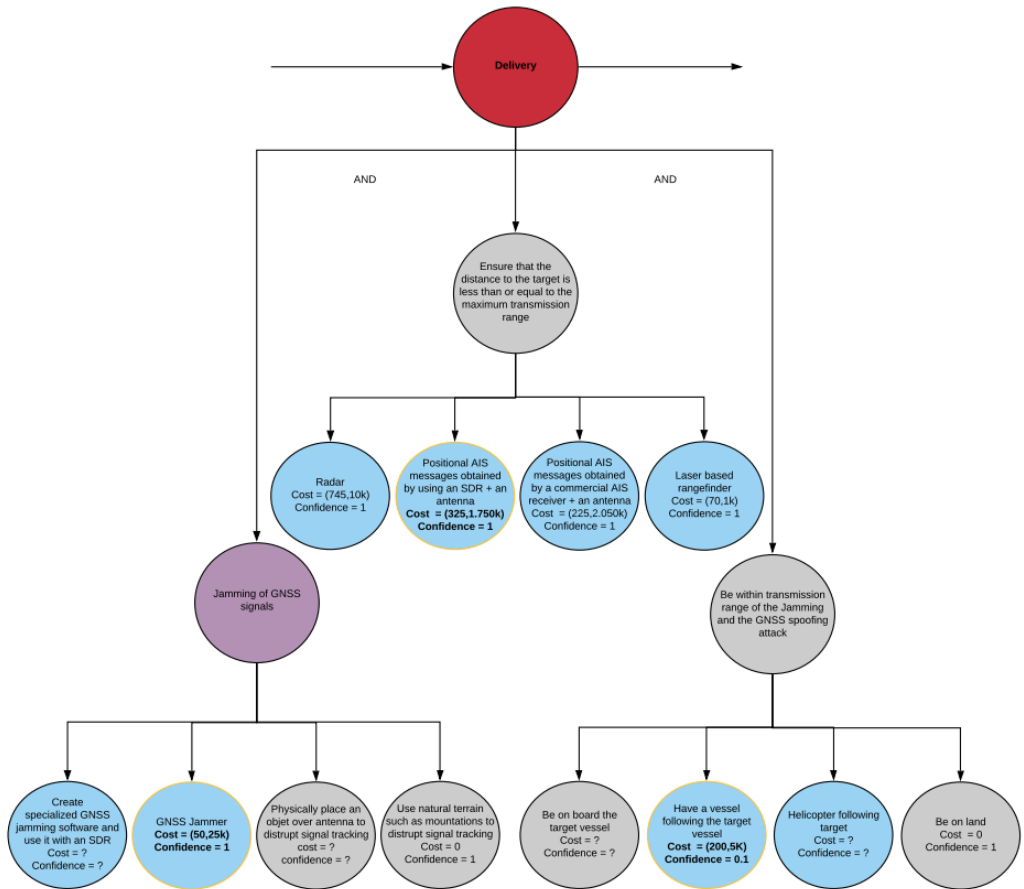 Delivery
AND
AND
Ensure that the
distance to the target is
less than or equal to the
maximum transmission
range
Radar
Cost = (745,10k)
Confidence = 1
Positional AIS
messages obtained
by using an SDR + an
antenna
Cost = (325,1.750k)
Confidence = 1
Positional AIS
messages obtained
by a commercial AIS
receiver + an antenna
Cost = (225,2.050k)
Confidence = 1
Laser based
rangefinder
Cost = (70,1k)
Confidence = 1
Jamming of GNSS
signals
Be within transmission
range of the Jamming
and the GNSS spoofing
attack
Create
specialized GNSS
jamming software and
use it with an SDR
Cost = ?
Confidence = ?
GNSS Jammer
Cost = (50,25k)
Confidence = 1
Physically place an
objet over antenna to
distrupt signal tracking
cost = ?
confidence = ?
Use natural terrain
such as mountations to
distrupt signal tracking
Cost = 0
Confidence = 1
Be on board the
target vessel
Cost = ?
Confidence = ?
Have a vessel
following the target
vessel
Cost = (200,5K)
Confidence = 0.1
Helicopter following
target
Cost = ?
Confidence = ?
Be on land
Cost = 0
Confidence = 1